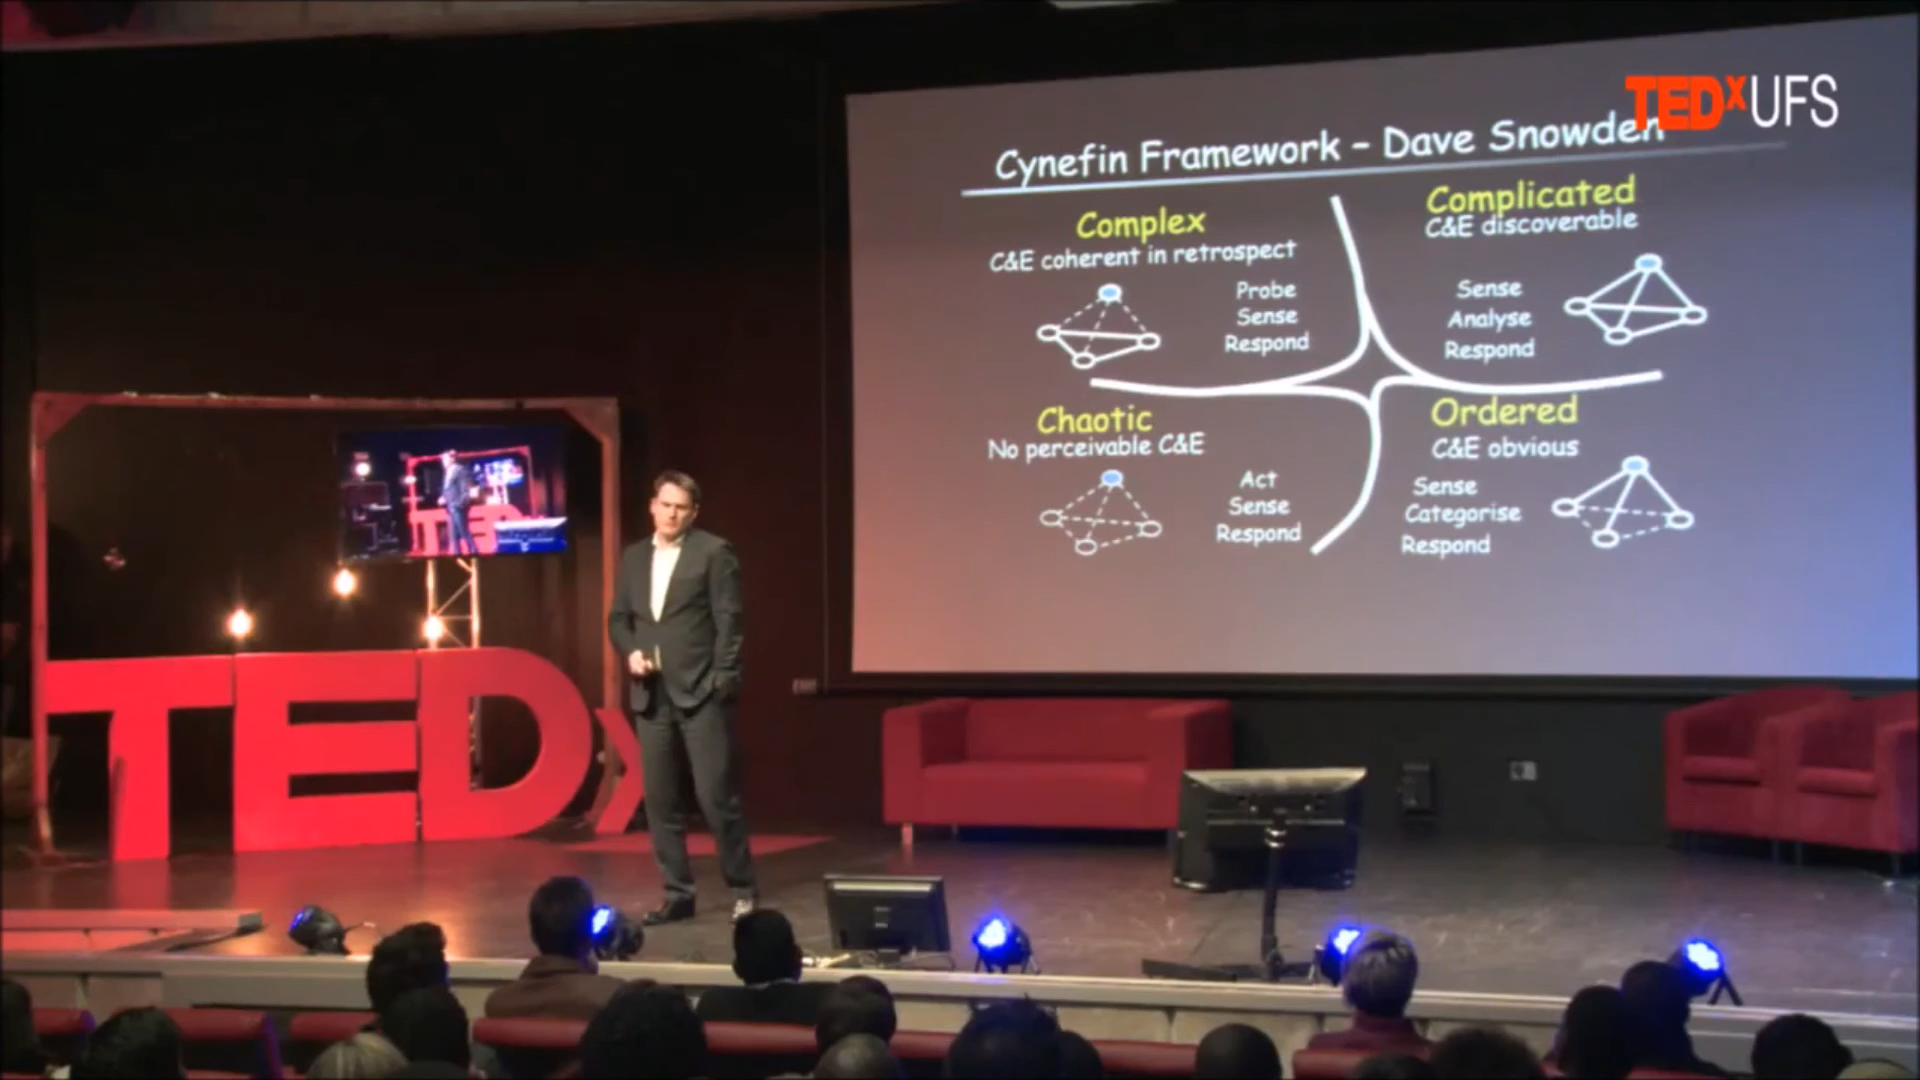 TEDxUFS
Cynefin Framework – Dave Snowden
Complex
C&E coherent in retrospect
Probe
Sense
Respond
Complicated
C&E discoverable
Sense
Analyse
Respond
Chaotic
No perceivable C&E
Act
Sense
Respond
Ordered
C&E obvious
Sense
Categorise
Respond
TEDx
TED